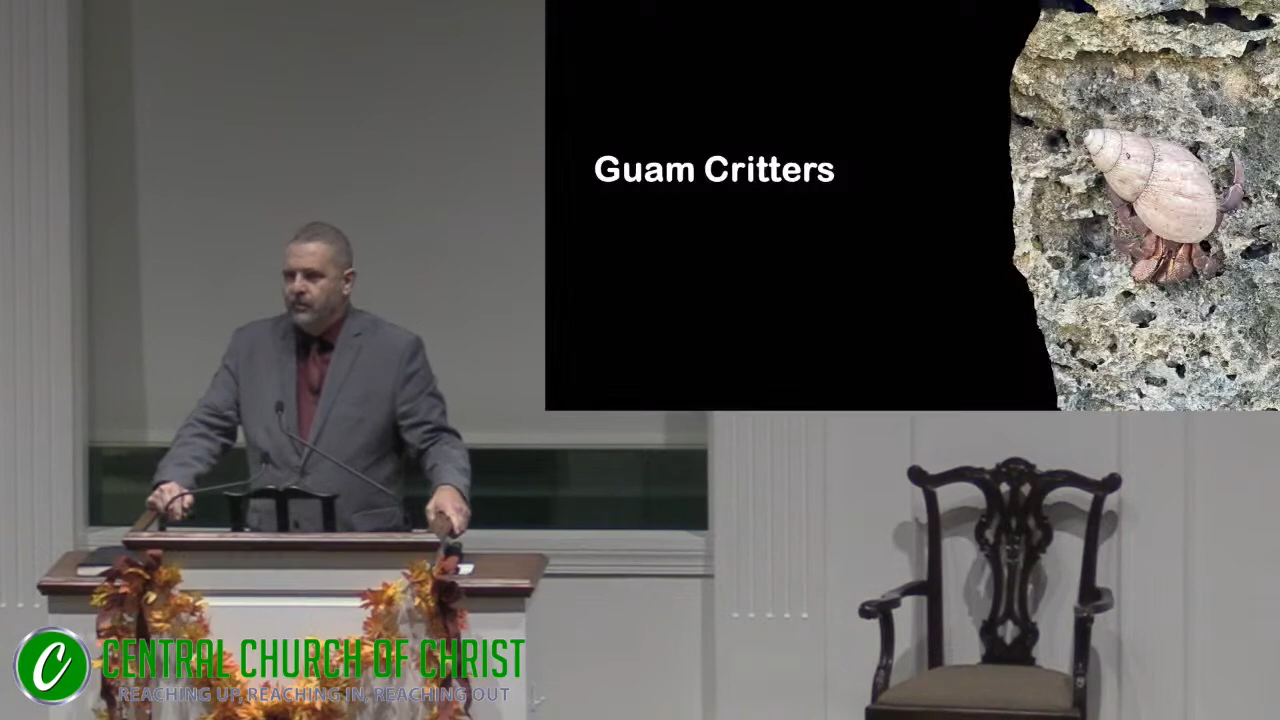 Guam Critters
C
CENTRAL CHURCH OF CHRIST
REACHING UP, REACHING IN, REACHING OUT